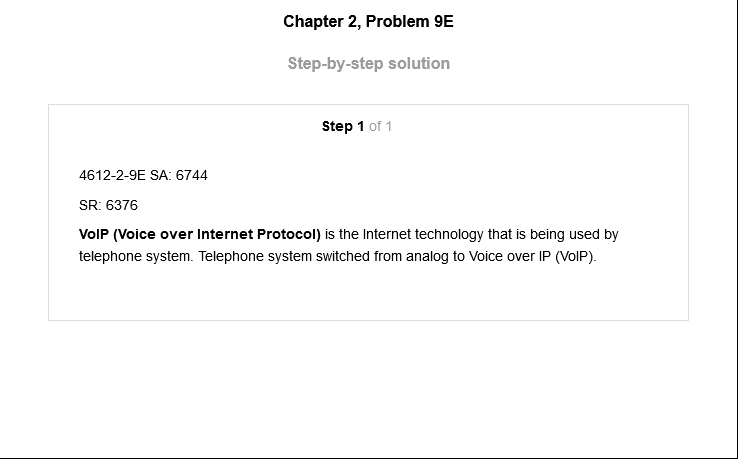 Chapter 2, Problem 9E
Step-by-step solution
Step 1 of 1
4612-2-9E SA: 6744
SR: 6376
VoIP (Voice over Internet Protocol) is the Internet technology that is being used by
telephone system. Telephone system switched from analog to Voice over IP (VoIP).